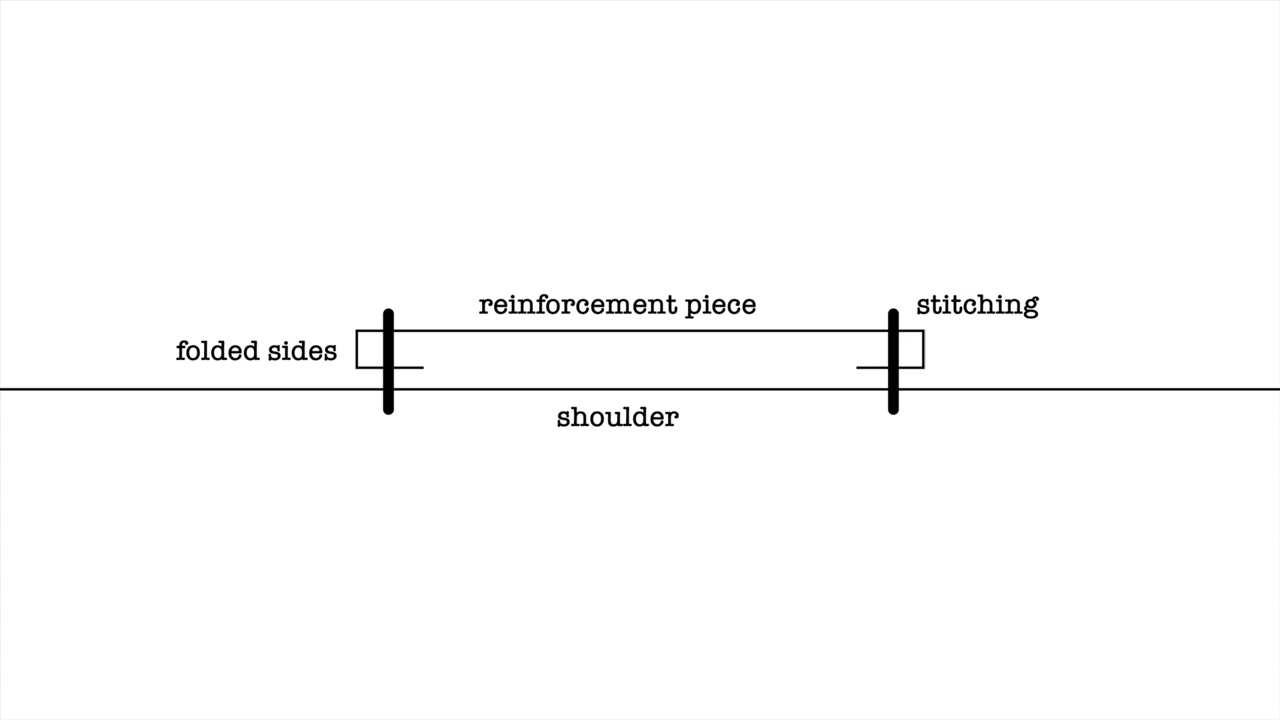 reinforcement piece
stitching
folded sides
shoulder